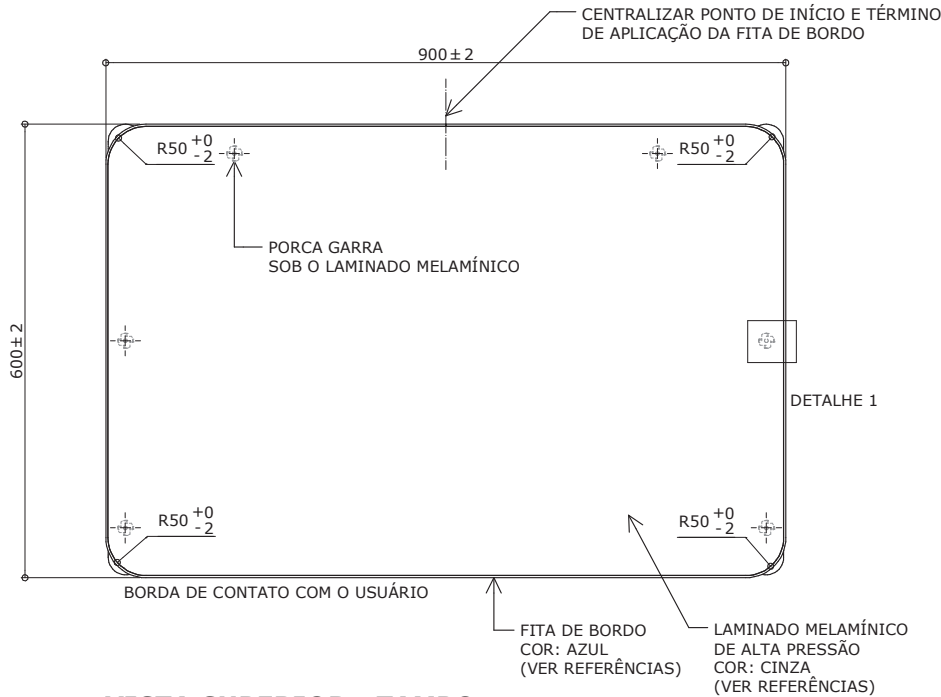 CENTRALIZAR PONTO DE INÍCIO E TÉRMINO
DE APLICAÇÃO DA FITA DE BORDO
900±2
R50 +0 -2
R50 +0 -2
PORCA GARRA
SOB O LAMINADO MELAMÍNICO
600±2
DETALHE 1
R50 +0 -2
R50 +0 -2
BORDA DE CONTATO COM O USUÁRIO
FITA DE BORDO
COR: AZUL
(VER REFERÊNCIAS)
LAMINADO MELAMÍNICO
DE ALTA PRESSÃO
COR: CINZA
(VER REFERÊNCIAS)